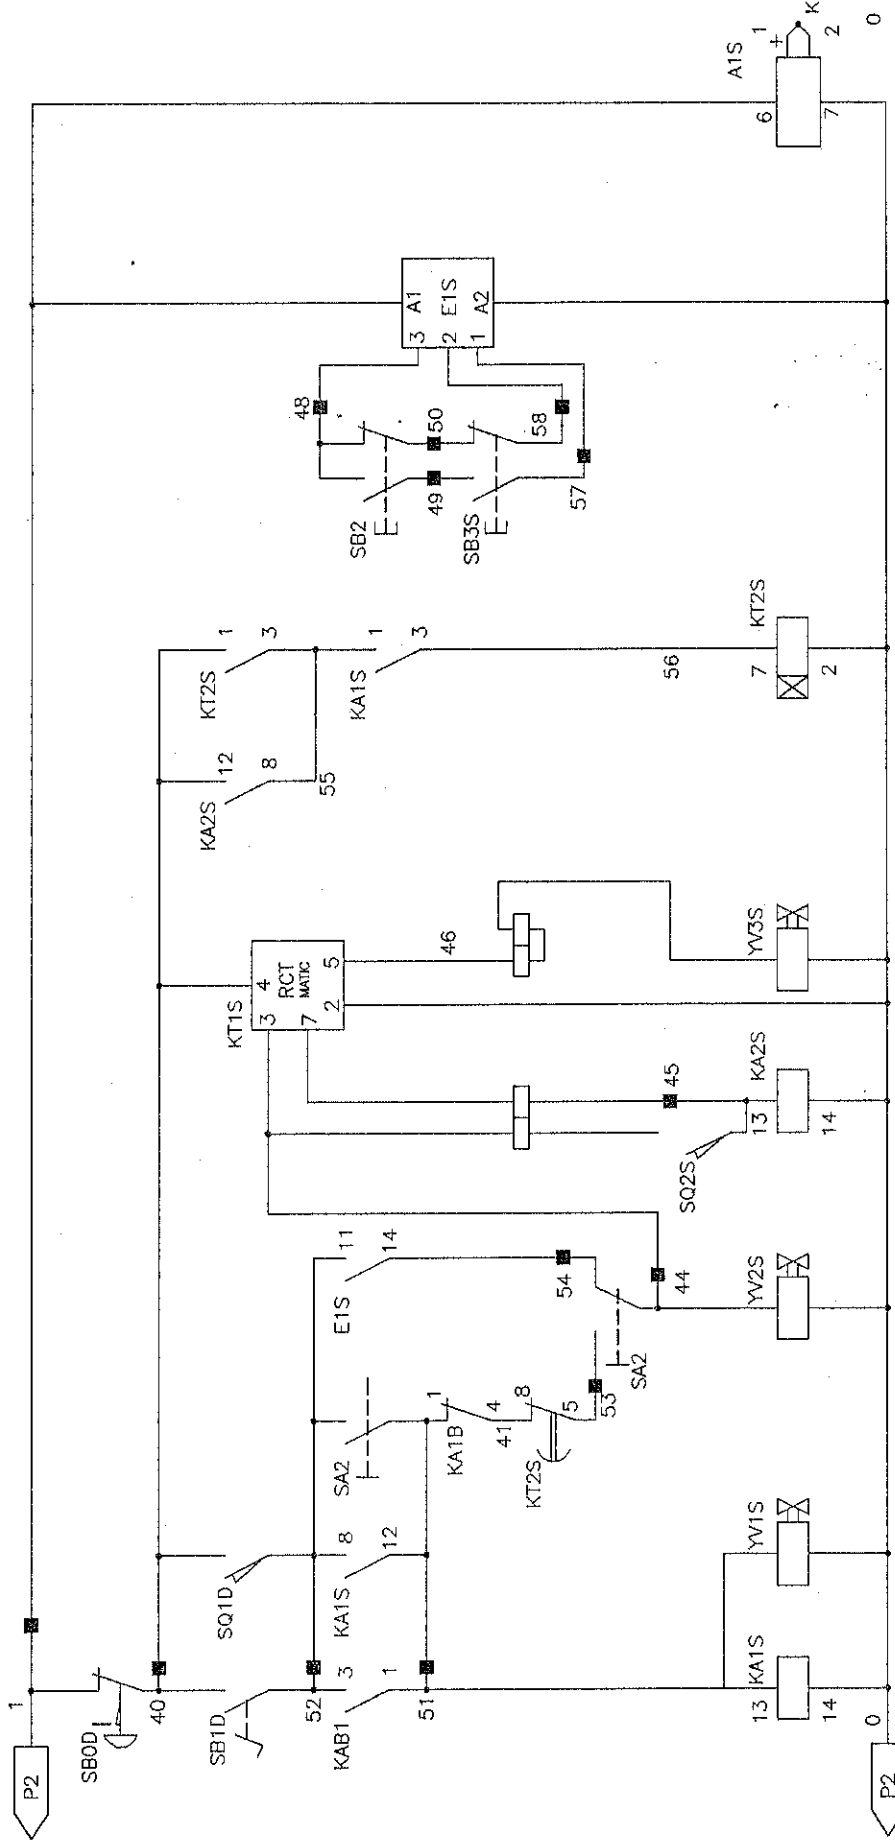 P2
1
SB0D
40
SB1D
52
KAB1
3
1
51
13
KA1S
14
0
P2
SQ1D
8
KA1S
12
YV1S
SA2
1
KA1B
4
41
8
KT2S
5
53
E1S
11
14
54
SA2
44
YV2S
KT1S
3
4
7
RCT
MATIC
2
5
45
SQ2S
13
KA2S
14
46
YV3S
KA2S
12
8
55
KT2S
1
3
KA1S
1
3
56
7
KT2S
2
48
SB2
49
50
SB3S
58
57
3
A1
2
E1S
1
A2
A1S
6
7
1
+
2
K
0